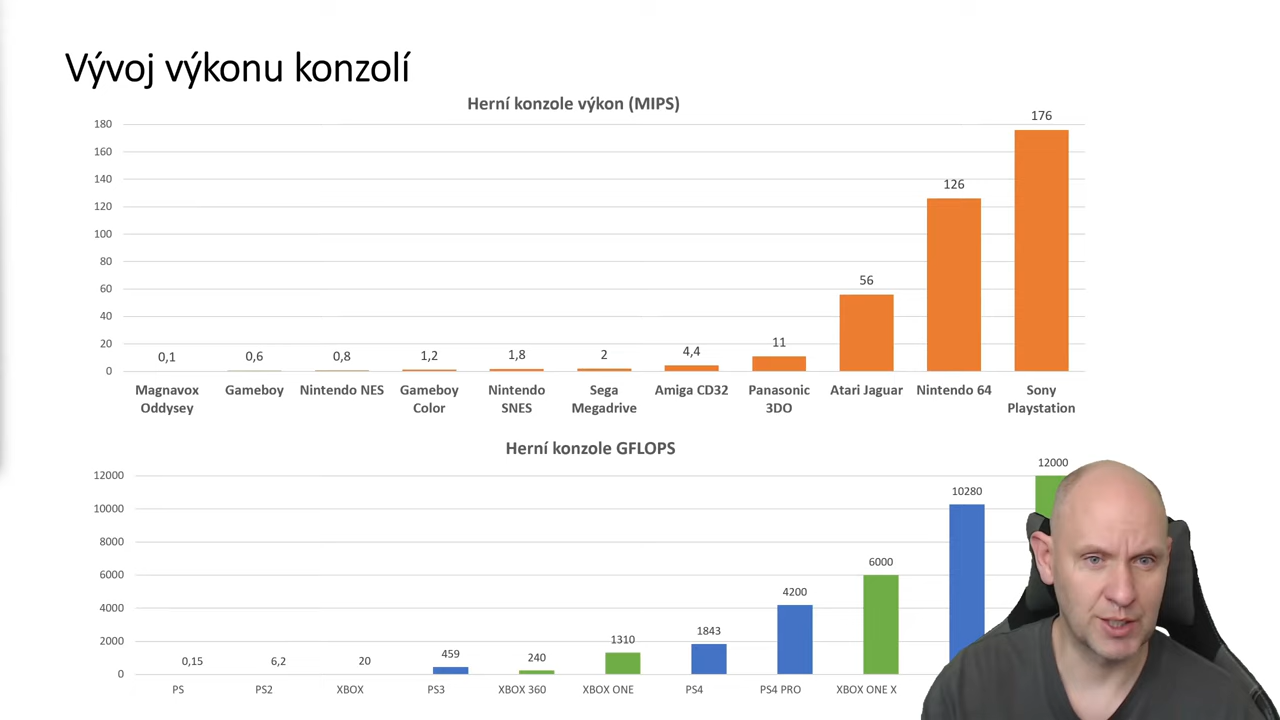 Vývoj výkonu konzolí
Herní konzole výkon (MIPS)
180
160
140
120
100
80
60
40
20
0
0,1
0,6
0,8
1,2
1,8
2
4,4
11
56
126
176
Magnavox Oddysey
Gameboy
Nintendo NES
Gameboy Color
Nintendo SNES
Sega Megadrive
Amiga CD32
Panasonic 3DO
Atari Jaguar
Nintendo 64
Sony Playstation
Herní konzole GFLOPS
12000
10000
8000
6000
4000
2000
0
0,15
6,2
20
459
240
1310
1843
4200
6000
10280
12000
PS
PS2
XBOX
PS3
XBOX 360
XBOX ONE
PS4
PS4 PRO
XBOX ONE X